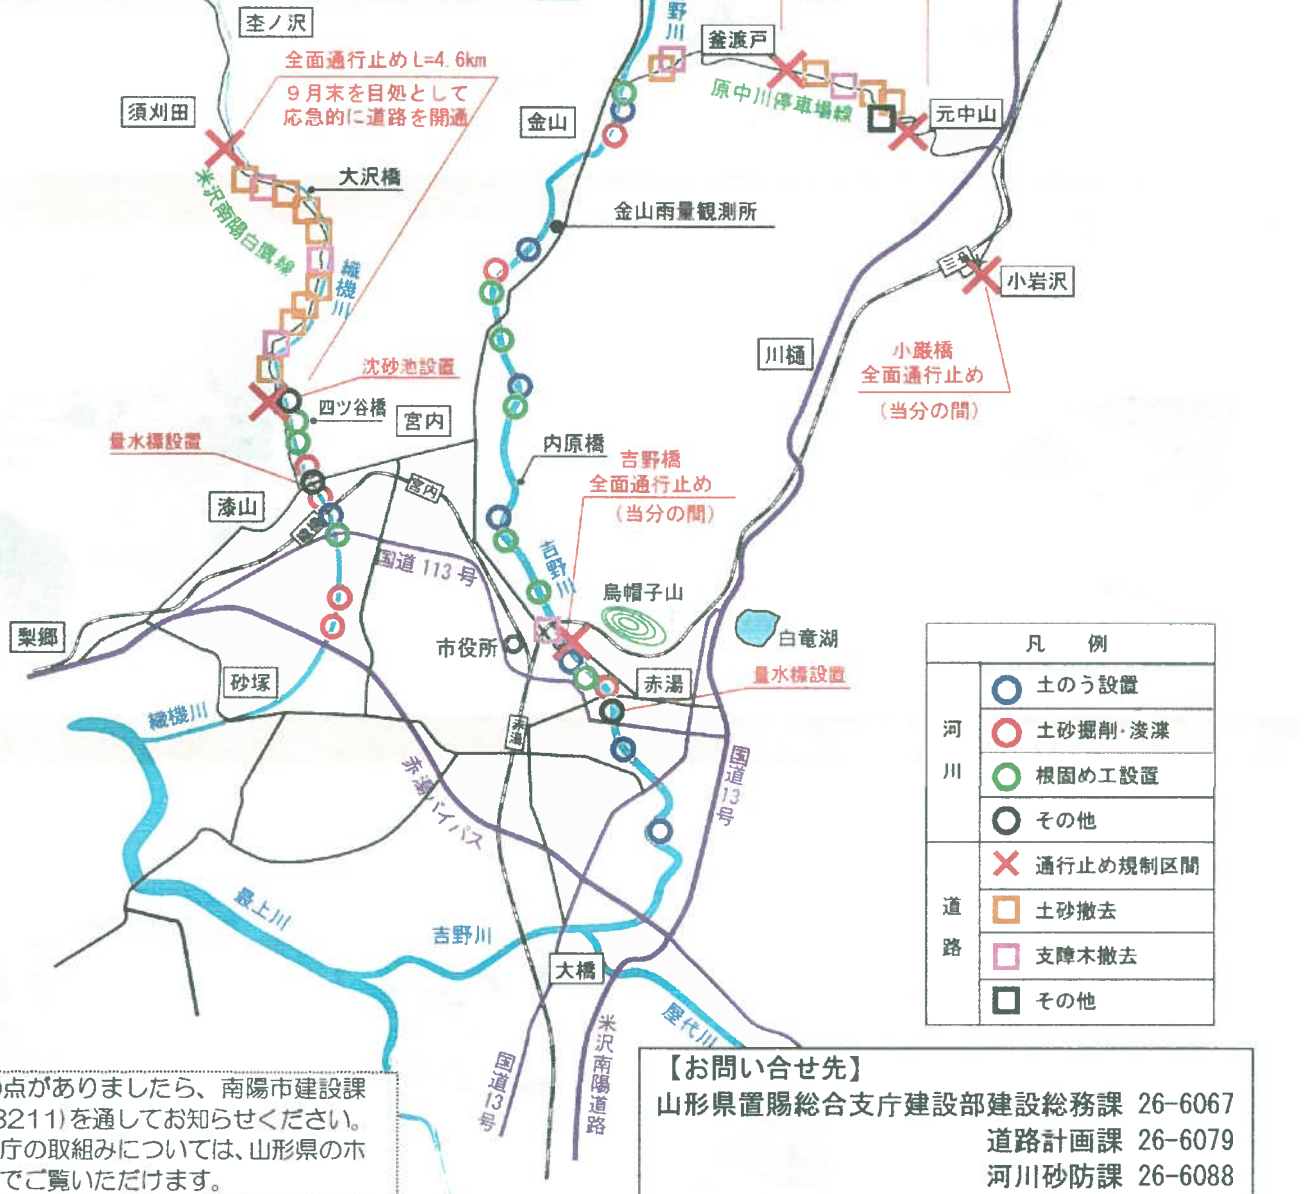 杢ノ沢
野川
釜渡戸
全面通行止め L=4.6km
9月末を目処として
応急的に道路を開通
須刈田
金山
原中川停車場線
元中山
大沢橋
米沢南陽白鷹線
金山雨量観測所
織機川
小岩沢
川樋
小巌橋
全面通行止め
(当分の間)
沈砂池設置
四ツ谷橋
宮内
量水標設置
内原橋
吉野橋
全面通行止め
(当分の間)
漆山
宮内
国道113号
吉野川
烏帽子山
梨郷
市役所
白竜湖
砂塚
赤湯
量水標設置
織機川
赤湯バイパス
国道13号
最上川
吉野川
大橋
屋代川
米沢南陽道路
国道13号
凡 例
河川
土のう設置
土砂掘削・浚渫
根固め工設置
その他
道路
通行止め規制区間
土砂撤去
支障木撤去
その他
の点がありましたら、南陽市建設課
8211)を通してお知らせください。
庁の取組みについては、山形県のホ
でご覧いただけます。
【お問い合せ先】
山形県置賜総合支庁建設部建設総務課 26-6067
道路計画課 26-6079
河川砂防課 26-6088